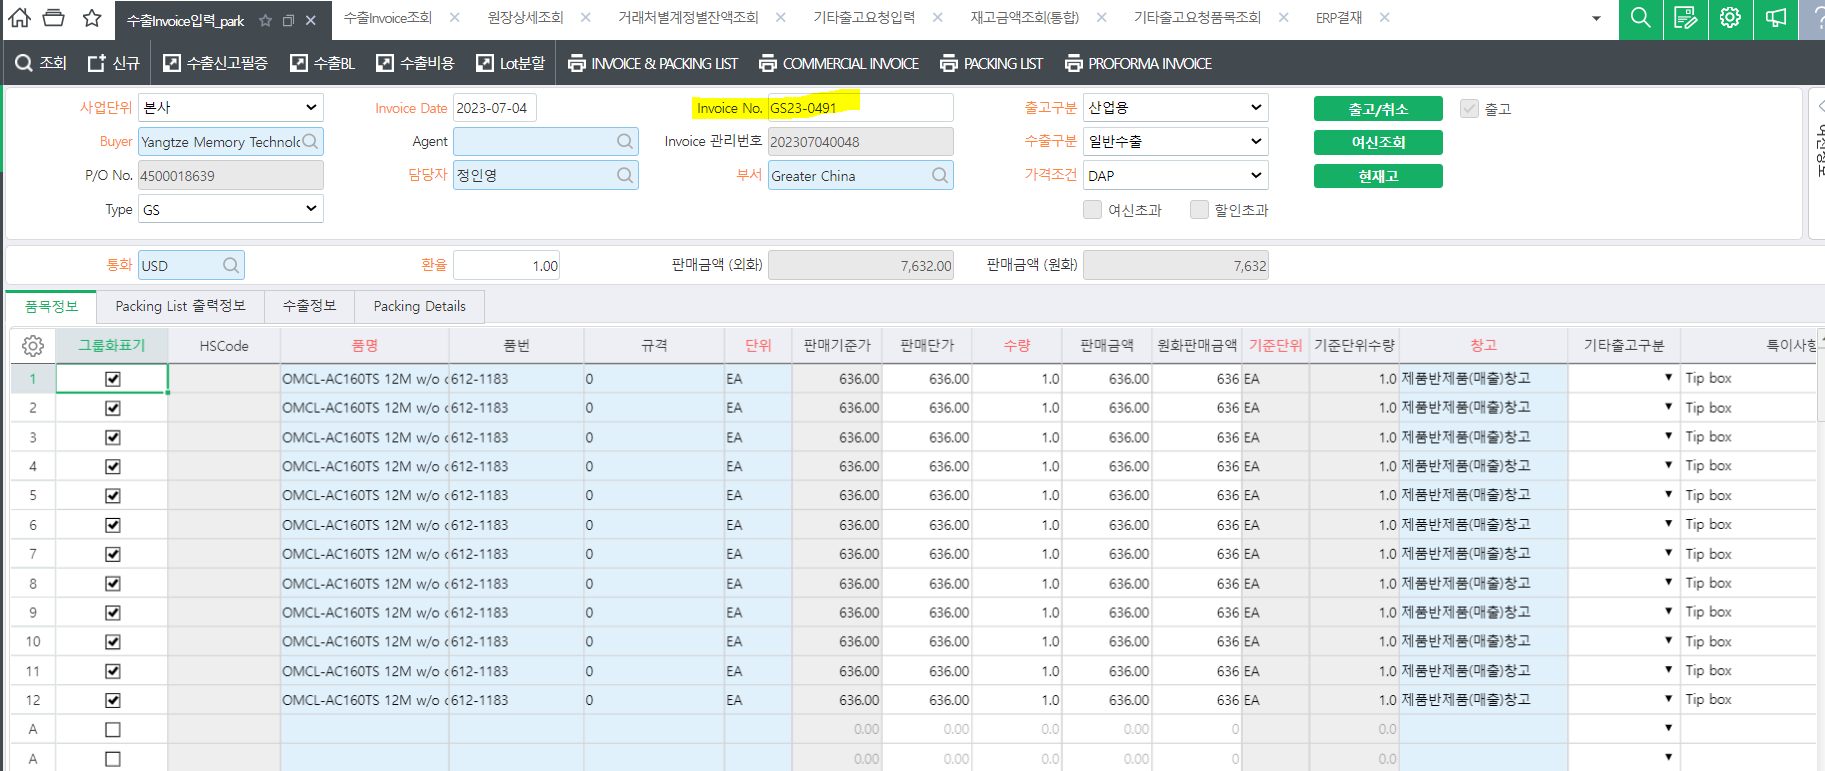 수출Invoice입력_park 수출Invoice조회 원장상세조회 거래처별계정별잔액조회 기타출고요청입력 재고금액조회(통합) 기타출고요청품목조회 ERP결재
조회 신규 수출신고필증 수출BL 수출비용 Lot분할 INVOICE & PACKING LIST COMMERCIAL INVOICE PACKING LIST PROFORMA INVOICE
사업단위 본사 Invoice Date 2023-07-04 Invoice No. GS23-0491 출고구분 산업용 출고/취소 출고
Buyer Yangtze Memory Technolc Agent Invoice 관리번호 202307040048 수출구분 일반수출 여신조회
P/O No. 4500018639 담당자 정인영 부서 Greater China 가격조건 DAP 현재고
Type GS 여신초과 할인초과
통화 USD 환율 1.00 판매금액 (외화) 7,632.00 판매금액 (원화) 7,632
품목정보 Packing List 출력정보 수출정보 Packing Details
그룹화표기 HSCode 품명 품번 규격 단위 판매기준가 판매단가 수량 판매금액 원화판매금액 기준단위 기준단위수량 창고 기타출고구분 특이사항
1 OMCL-AC160TS 12M w/o c 612-1183 0 EA 636.00 636.00 1.0 636.00 636 EA 1.0 제품반제품(매출)창고 Tip box
2 OMCL-AC160TS 12M w/o c 612-1183 0 EA 636.00 636.00 1.0 636.00 636 EA 1.0 제품반제품(매출)창고 Tip box
3 OMCL-AC160TS 12M w/o c 612-1183 0 EA 636.00 636.00 1.0 636.00 636 EA 1.0 제품반제품(매출)창고 Tip box
4 OMCL-AC160TS 12M w/o c 612-1183 0 EA 636.00 636.00 1.0 636.00 636 EA 1.0 제품반제품(매출)창고 Tip box
5 OMCL-AC160TS 12M w/o c 612-1183 0 EA 636.00 636.00 1.0 636.00 636 EA 1.0 제품반제품(매출)창고 Tip box
6 OMCL-AC160TS 12M w/o c 612-1183 0 EA 636.00 636.00 1.0 636.00 636 EA 1.0 제품반제품(매출)창고 Tip box
7 OMCL-AC160TS 12M w/o c 612-1183 0 EA 636.00 636.00 1.0 636.00 636 EA 1.0 제품반제품(매출)창고 Tip box
8 OMCL-AC160TS 12M w/o c 612-1183 0 EA 636.00 636.00 1.0 636.00 636 EA 1.0 제품반제품(매출)창고 Tip box
9 OMCL-AC160TS 12M w/o c 612-1183 0 EA 636.00 636.00 1.0 636.00 636 EA 1.0 제품반제품(매출)창고 Tip box
10 OMCL-AC160TS 12M w/o c 612-1183 0 EA 636.00 636.00 1.0 636.00 636 EA 1.0 제품반제품(매출)창고 Tip box
11 OMCL-AC160TS 12M w/o c 612-1183 0 EA 636.00 636.00 1.0 636.00 636 EA 1.0 제품반제품(매출)창고 Tip box
12 OMCL-AC160TS 12M w/o c 612-1183 0 EA 636.00 636.00 1.0 636.00 636 EA 1.0 제품반제품(매출)창고 Tip box
A 0.00 0.00 0.0 0.00 0 0.0
A 0.00 0.00 0.0 0.00 0 0.0